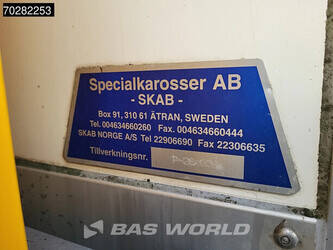 70282253
Specialkarosser AB
- SKAB -
Box 91, 310 61 ÄTRAN, SWEDEN
Tel. 004634660260 Fax. 004634660444
SKAB NORGE A/S Tel 22906690 Fax 22306635
Tillverkningsnr.
BAS WORLD